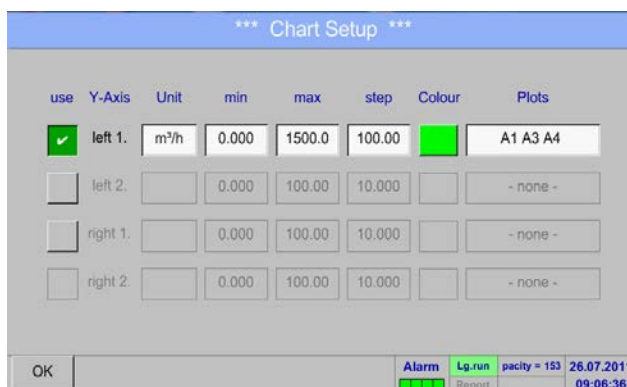 *** Chart Setup ***
use Y-Axis Unit min max step Colour Plots
left 1. m³/h 0.000 1500.0 100.00 A1 A3 A4
left 2. 0.000 100.00 10.000 - none -
right 1. 0.000 100.00 10.000 - none -
right 2. 0.000 100.00 10.000 - none -
OK Alarm Lg.run pacity = 153 26.07.201
Report 09:06:36